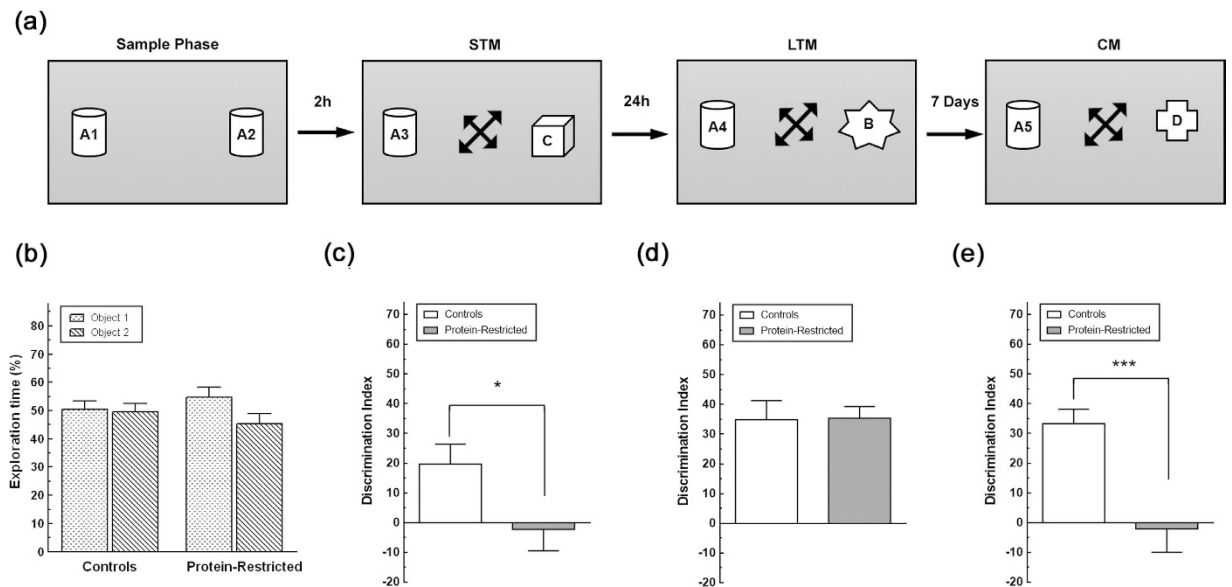 (a)
Sample Phase
STM
LTM
CM
A1
A2
2h
A3
C
24h
A4
B
7 Days
A5
D
(b)
Exploration time (%)
80
70
60
50
40
30
20
10
0
Object 1
Object 2
Controls
Protein-Restricted
(c)
Discrimination Index
70
60
50
40
30
20
10
0
-10
-20
Controls
Protein-Restricted
*
(d)
Discrimination Index
70
60
50
40
30
20
10
0
-10
-20
Controls
Protein-Restricted
(e)
Discrimination Index
70
60
50
40
30
20
10
0
-10
-20
Controls
Protein-Restricted
***